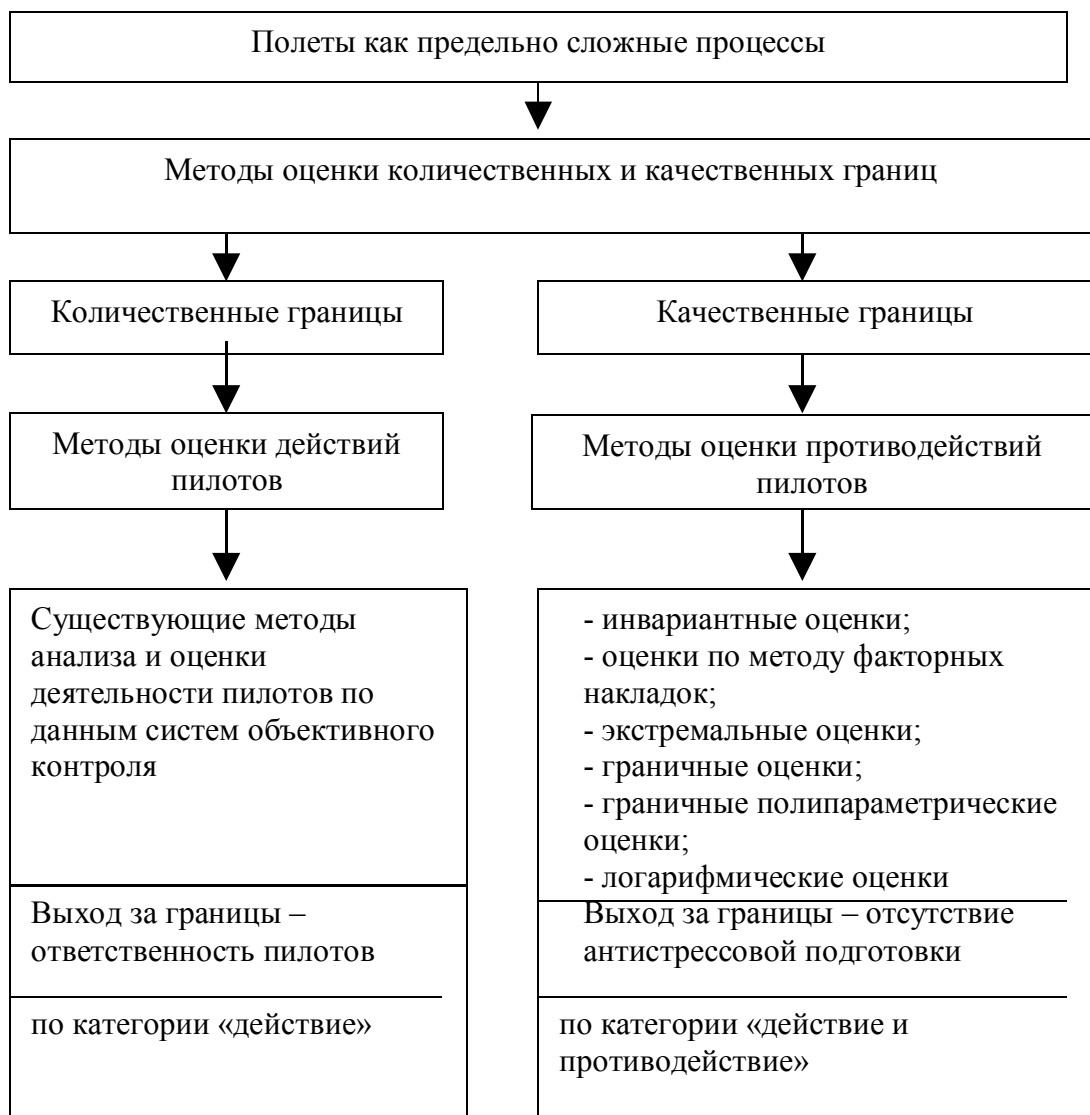 Полеты как предельно сложные процессы
Методы оценки количественных и качественных границ
Количественные границы
Качественные границы
Методы оценки действий
пилотов
Методы оценки противодействий
пилотов
Существующие методы
анализа и оценки
деятельности пилотов по
данным систем объективного
контроля
Выход за границы –
ответственность пилотов
по категории «действие»
- инвариантные оценки;
- оценки по методу факторных
накладок;
- экстремальные оценки;
- граничные оценки;
- граничные полипараметрические
оценки;
- логарифмические оценки
Выход за границы – отсутствие
антистрессовой подготовки
по категории «действие и
противодействие»